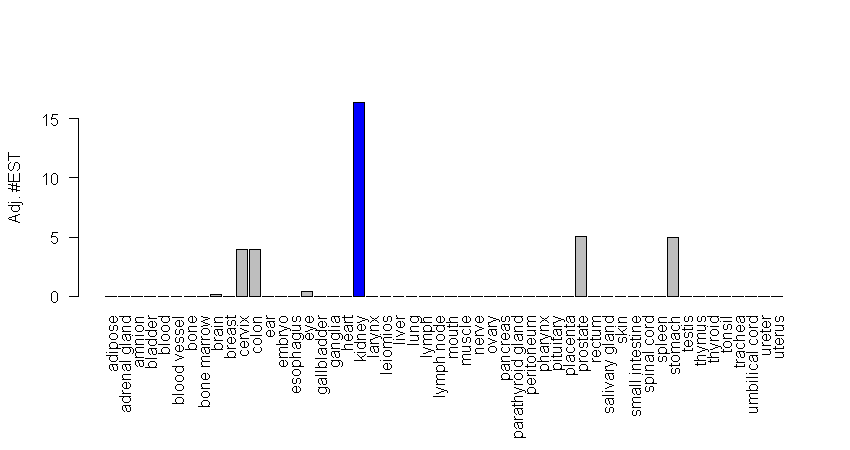 Adj. #EST
15
10
5
0
adipose
adrenal gland
amnion
bladder
blood
blood vessel
bone
bone marrow
brain
breast
cervix
colon
ear
embryo
esophagus
eye
gallbladder
ganglia
heart
kidney
larynx
leiomios
liver
lung
lymph
lymph node
mouth
muscle
nerve
ovary
pancreas
parathyroid gland
peritoneum
pharynx
pituitary
placenta
prostate
rectum
salivary gland
skin
small intestine
spinal cord
spleen
stomach
testis
thymus
thyroid
tonsil
trachea
umbilical cord
ureter
uterus